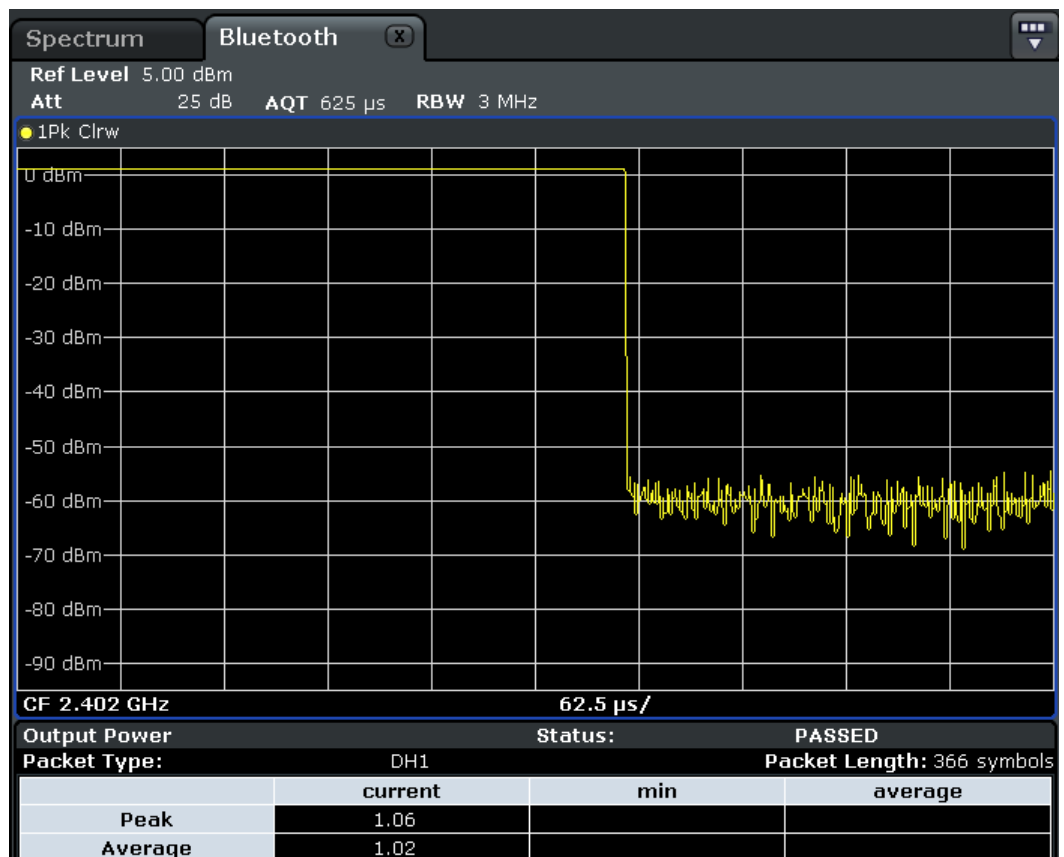 Spectrum Bluetooth X
Ref Level 5.00 dBm
Att 25 dB AQT 625 µs RBW 3 MHz
1Pk Clrw
0 dBm
-10 dBm
-20 dBm
-30 dBm
-40 dBm
-50 dBm
-60 dBm
-70 dBm
-80 dBm
-90 dBm
CF 2.402 GHz 62.5 µs/
Output Power Status: PASSED
Packet Type: DH1 Packet Length: 366 symbols
current min average
Peak 1.06
Average 1.02